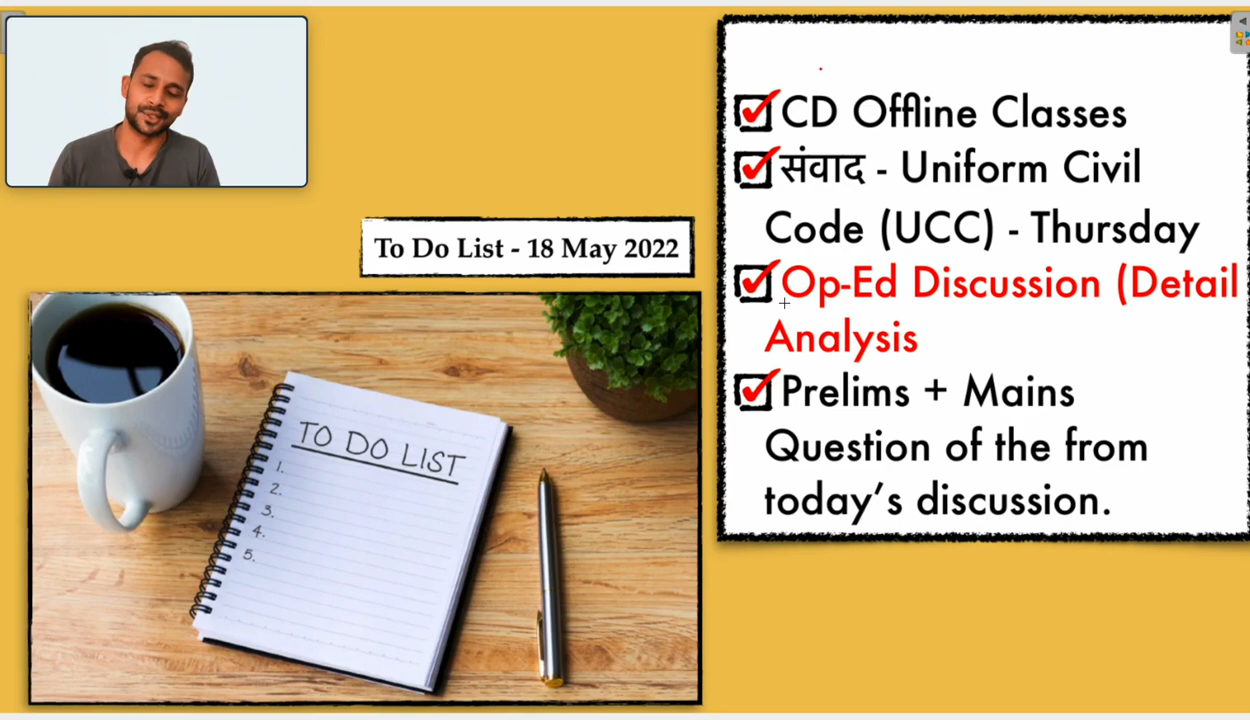 To Do List - 18 May 2022
TO DO LIST
1.
2.
3.
4.
5.
CD Offline Classes
संवाद - Uniform Civil
Code (UCC) - Thursday
Op-Ed Discussion (Detail
Analysis
Prelims + Mains
Question of the from
today’s discussion.